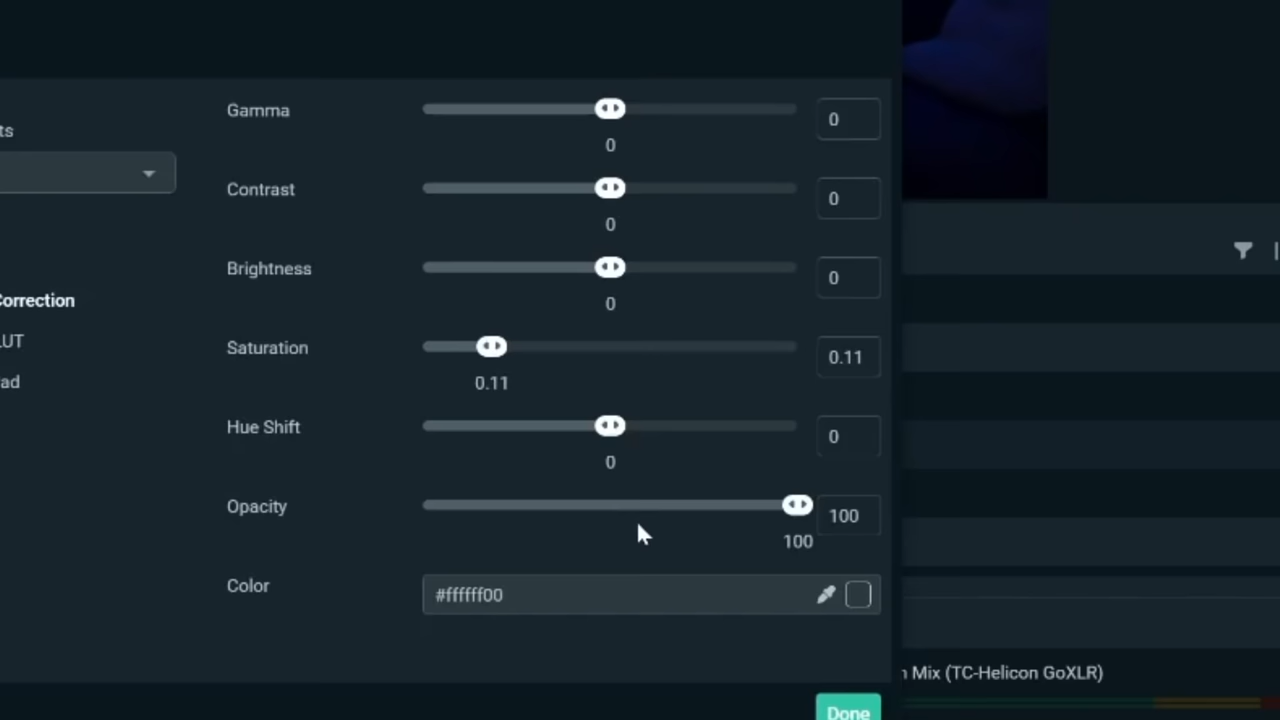 Gamma
0
0
ts
Contrast
0
0
Brightness
0
0
Correction
UT
Saturation
0.11
0.11
ad
Hue Shift
0
0
Opacity
100
100
Color
#ffffff00
Mix (TC-Helicon GoXLR)
Done